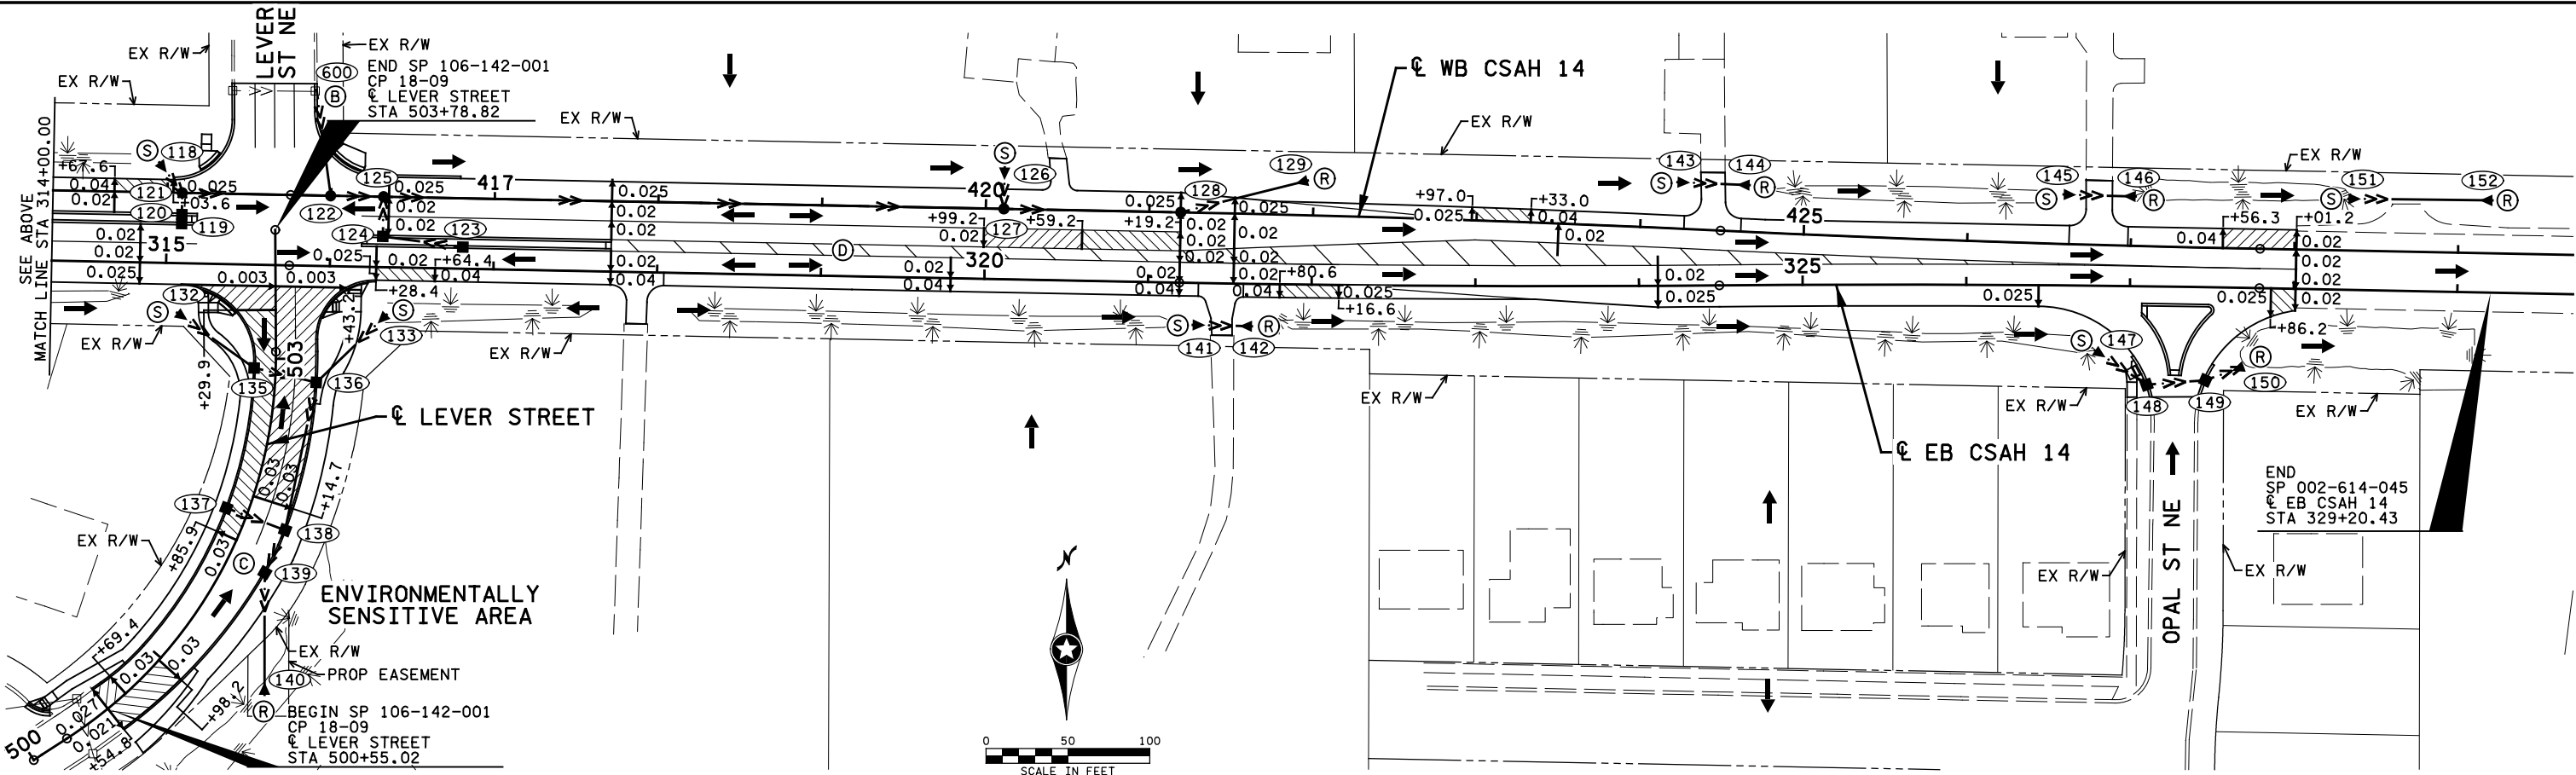 LEVER
ST NE
EX R/W
EX R/W
EX R/W
600
B
END SP 106-142-001
CP 18-09
℄ LEVER STREET
STA 503+78.82
EX R/W
℄ WB CSAH 14
EX R/W
EX R/W
SEE ABOVE
MATCH LINE STA 314+00.00
S
118
+67.6
0.04
0.02
121
120
+03.6
0.025
119
122
125
0.025
0.02
0.02
417
0.025
0.02
0.02
420
S
126
+99.2
0.02
127
+59.2
+19.2
0.025
128
129
R
0.025
0.02
0.02
0.02
0.02
0.02
0.02
+97.0
0.025
+33.0
0.04
0.02
143
144
S
R
425
145
146
S
R
151
152
S
R
+56.3
+01.2
0.04
0.02
0.02
0.02
0.02
315
0.02
0.02
0.025
0.003
0.003
124
123
0.025
0.02
+64.4
0.04
+28.4
0.02
0.04
D
320
0.02
0.04
0.02
0.04
0.04
+80.6
0.025
+16.6
0.02
0.025
325
0.025
0.025
+86.2
132
S
EX R/W
+29.9
+43.2
S
133
503
135
136
EX R/W
S
R
141
142
EX R/W
S
147
148
149
R
150
EX R/W
EX R/W
℄ LEVER STREET
℄ EB CSAH 14
0.03
0.03
+14.7
137
138
139
EX R/W
+85.9
0.03
C
ENVIRONMENTALLY
SENSITIVE AREA
EX R/W
PROP EASEMENT
140
R
+69.4
0.03
0.03
+98.2
0.027
0.021
+54.8
500
BEGIN SP 106-142-001
CP 18-09
℄ LEVER STREET
STA 500+55.02
N
0
50
100
SCALE IN FEET
OPAL ST NE
EX R/W
EX R/W
END
SP 002-614-045
℄ EB CSAH 14
STA 329+20.43